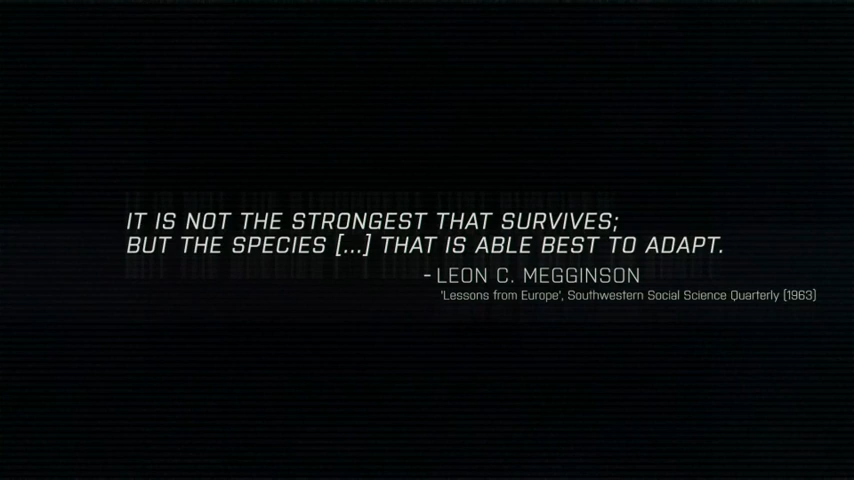 IT IS NOT THE STRONGEST THAT SURVIVES;
BUT THE SPECIES [...] THAT IS ABLE BEST TO ADAPT.
- LEON C. MEGGINSON
'Lessons from Europe', Southwestern Social Science Quarterly (1963)